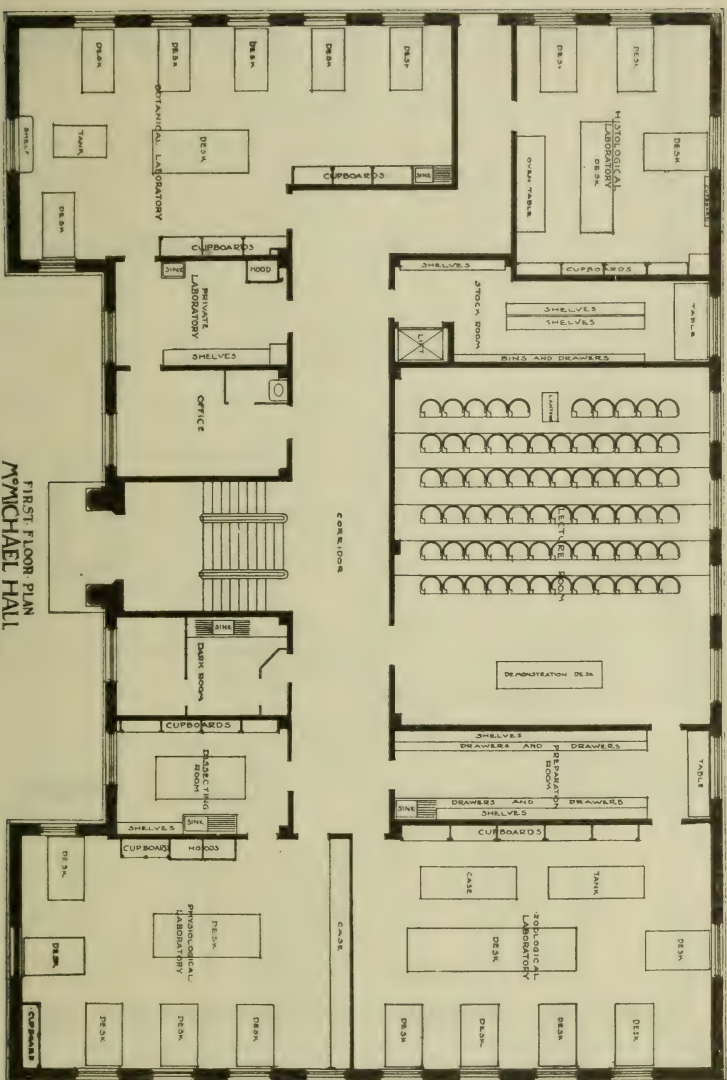 DESK
DESK
DESK
DESK
DESK
DESK
DESK
BOTANICAL LABORATORY
DESK
TANK
SHELF
DESK
CUPBOARDS
SINK
CUPBOARDS
HISTOLOGICAL
LABORATORY
DESK
DESK
OVEN TABLE
CUPBOARD
CUPBOARDS
SINK
HOOD
PRIVATE
LABORATORY
SHELVES
SHELVES
STOCK ROOM
SHELVES
SHELVES
TABLE
LIFT
BINS AND DRAWERS
OFFICE
CORRIDOR
LECTURE ROOM
DEMONSTRATION DESK
SINK
DARK ROOM
CUPBOARDS
DISSECTING
ROOM
SHELVES
SINK
SHELVES
DRAWERS AND DRAWERS
PREPARATION
ROOM
DRAWERS AND DRAWERS
SINK
SHELVES
TABLE
CUPBOARD
HOODS
DESK
PHYSIOLOGICAL
LABORATORY
DESK
DESK
CUPBOARD
DESK
DESK
DESK
CASE
CUPBOARDS
CASE
TANK
ZOOLOGICAL
LABORATORY
DESK
DESK
DESK
DESK
DESK
DESK
FIRST FLOOR PLAN
McMICHAEL HALL